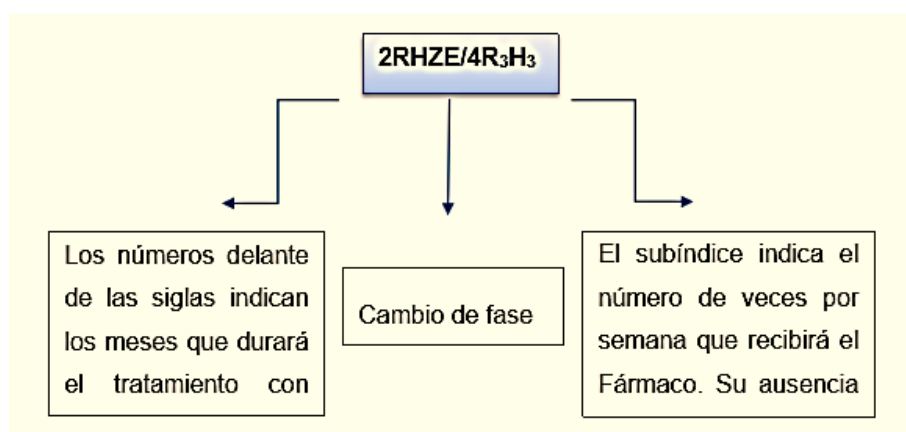 2RHZE/4R₃H₃
Los números delante
de las siglas indican
los meses que durará
el tratamiento con
Cambio de fase
El subíndice indica el
número de veces por
semana que recibirá el
Fármaco. Su ausencia